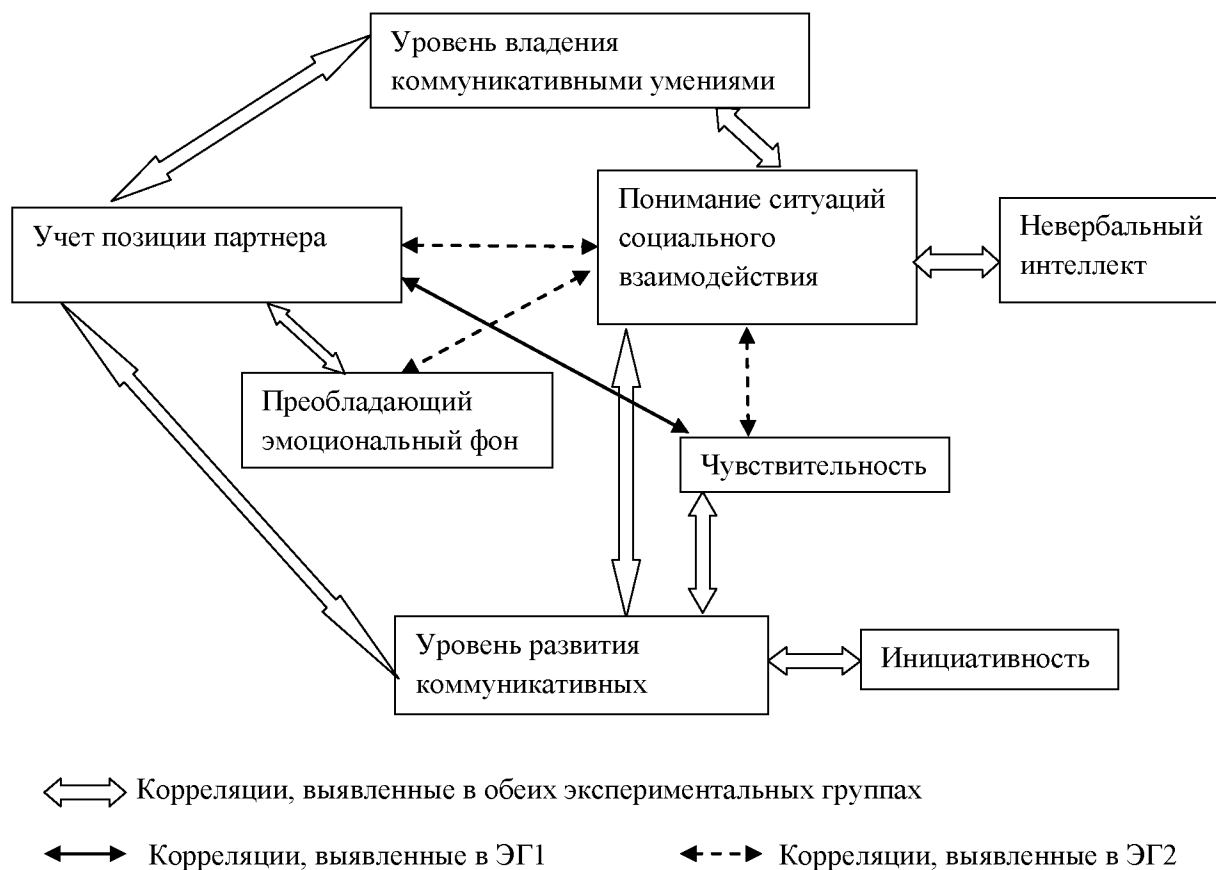 Уровень владения
коммуникативными умениями
Понимание ситуаций
социального
взаимодействия
Невербальный
интеллект
Учет позиции партнера
Преобладающий
эмоциональный фон
Чувствительность
Уровень развития
коммуникативных
Инициативность
Корреляции, выявленные в обеих экспериментальных группах
Корреляции, выявленные в ЭГ1
Корреляции, выявленные в ЭГ2